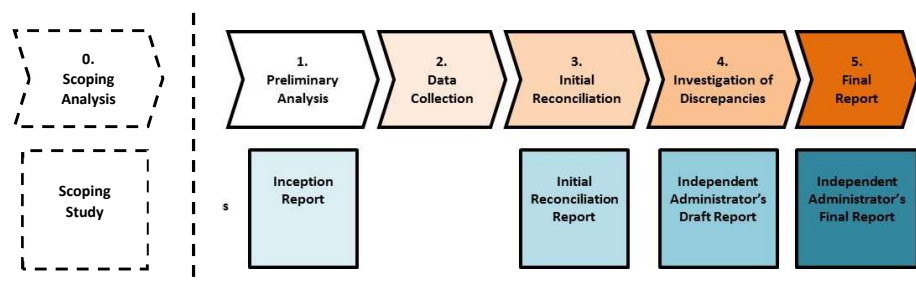 0.
Scoping
Analysis
1.
Preliminary
Analysis
2.
Data
Collection
3.
Initial
Reconciliation
4.
Investigation of
Discrepancies
5.
Final
Report
Scoping
Study
Inception
Report
s
Initial
Reconciliation
Report
Independent
Administrator's
Draft Report
Independent
Administrator's
Final Report